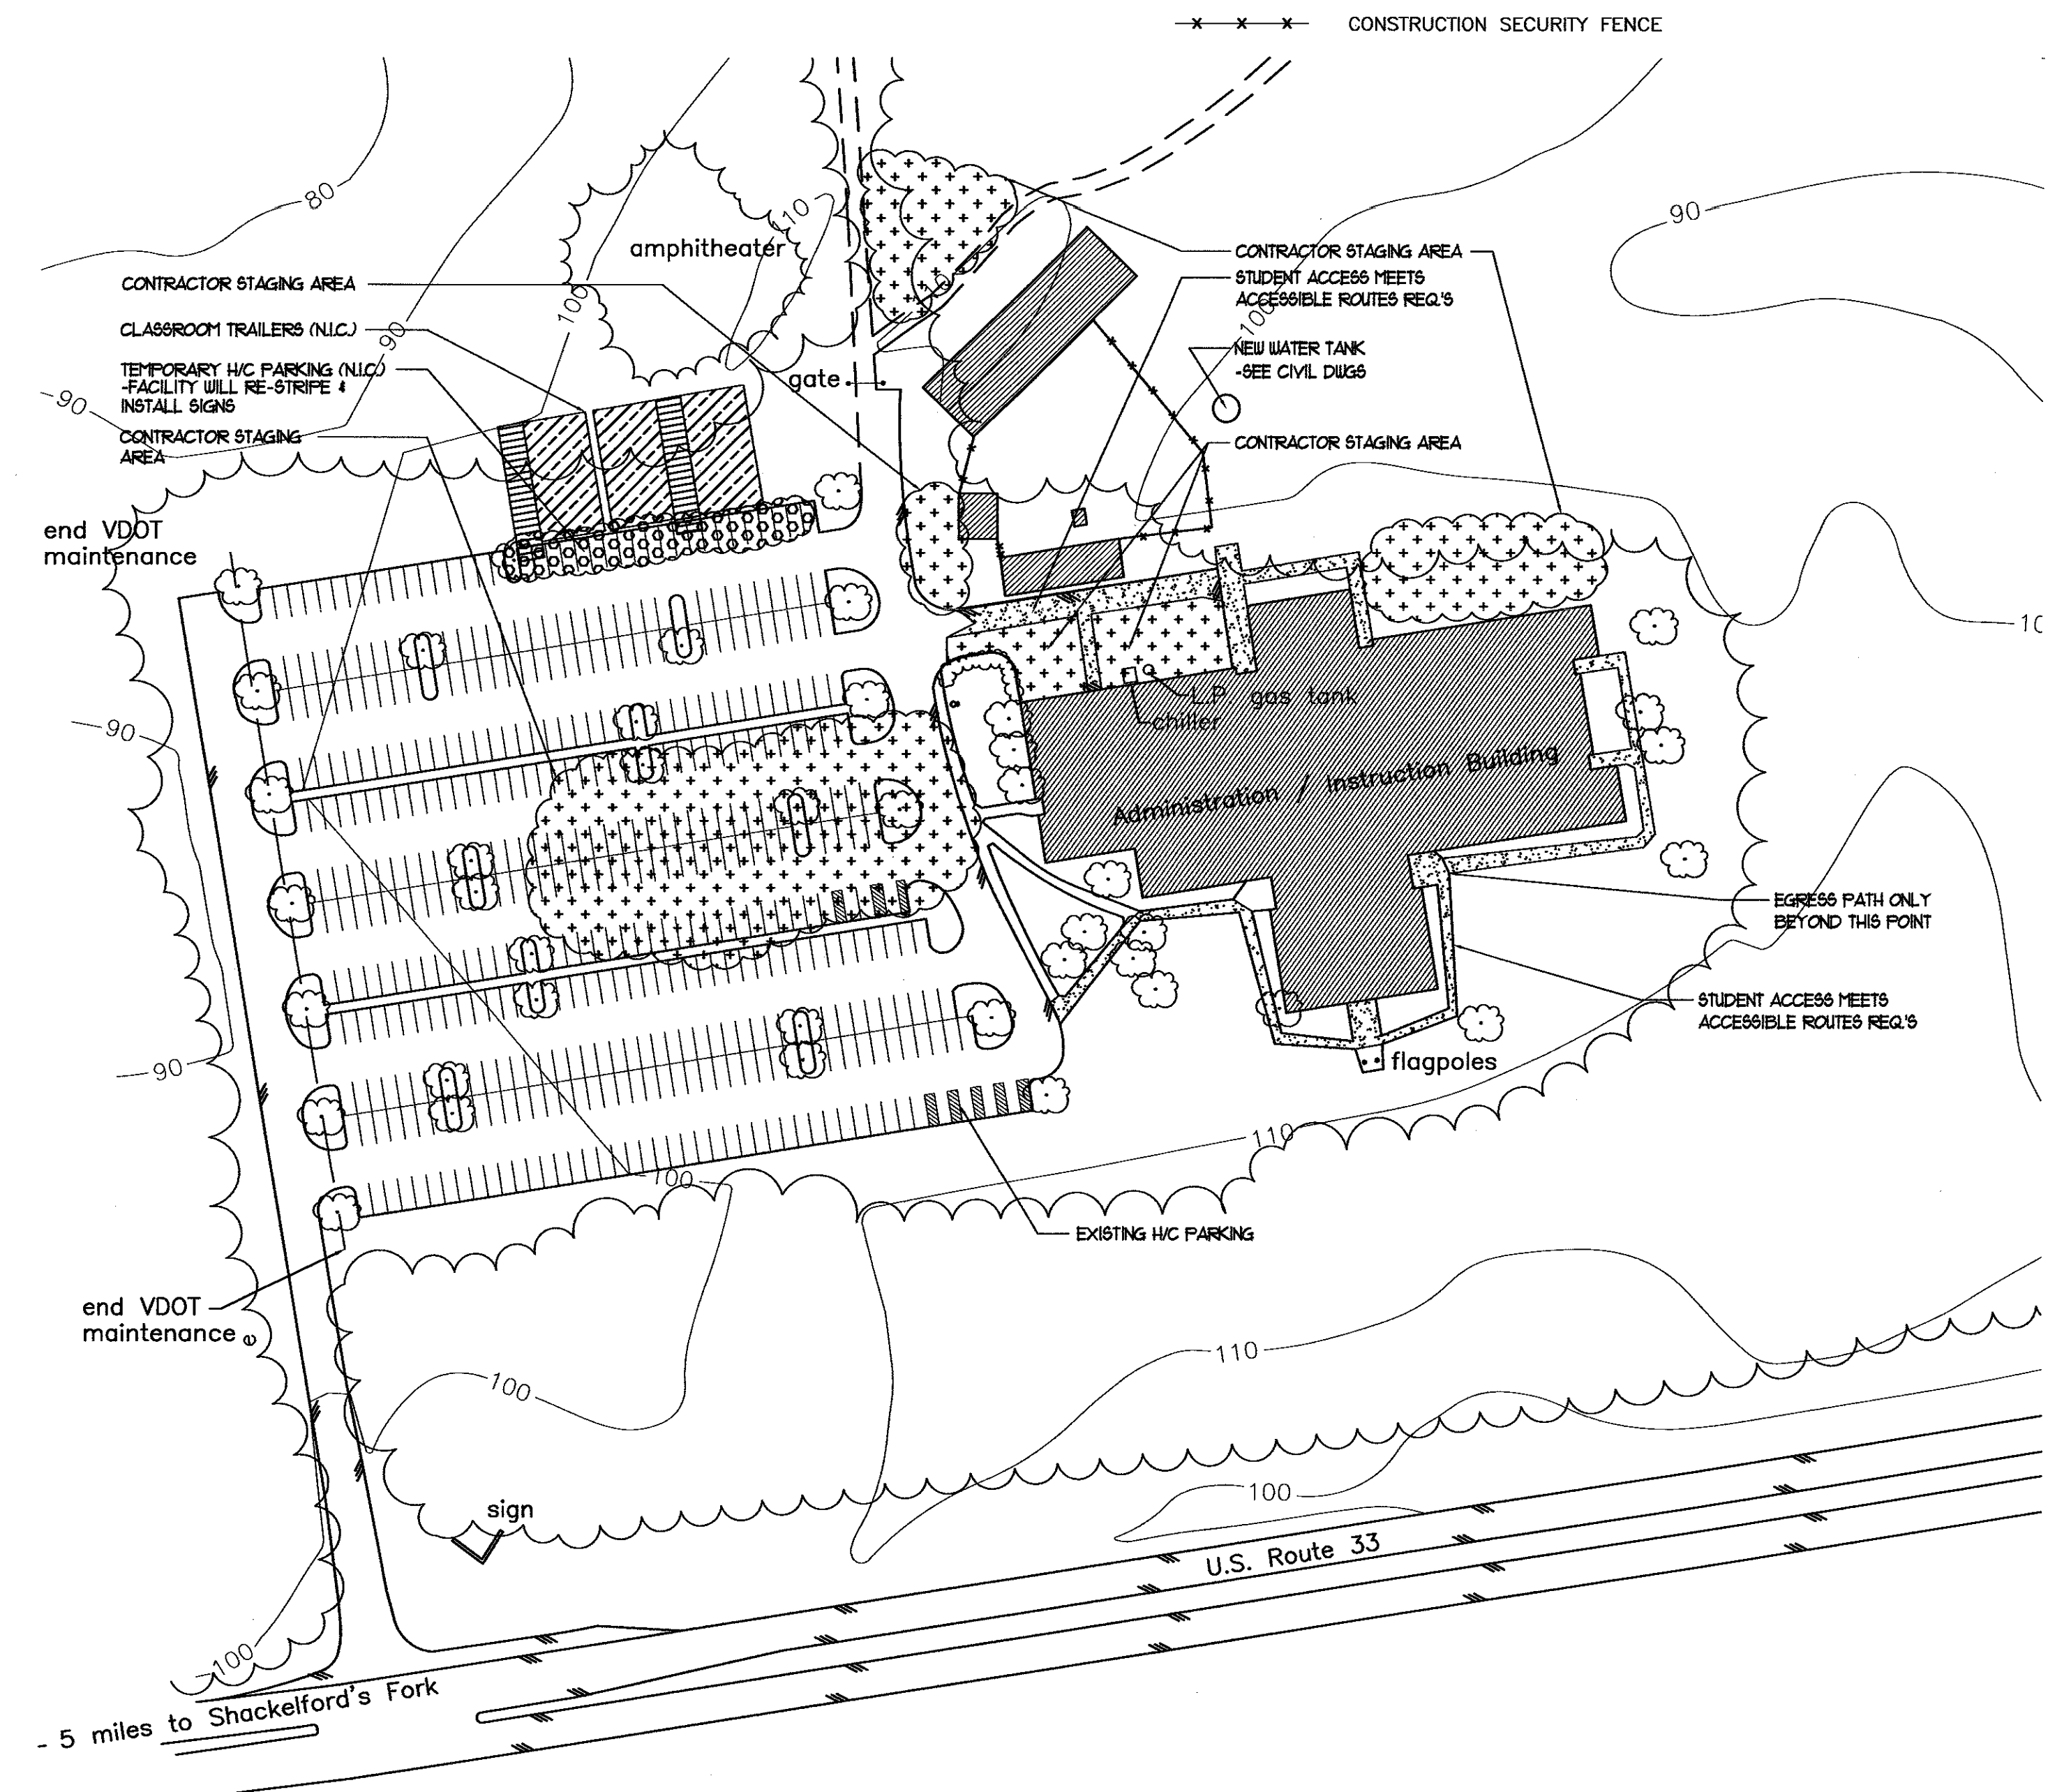 CONSTRUCTION SECURITY FENCE
80
110
90
amphitheater
CONTRACTOR STAGING AREA
CONTRACTOR STAGING AREA
STUDENT ACCESS MEETS
ACCESSIBLE ROUTES REQ.'S
100
100
90
CLASSROOM TRAILERS (N.I.C.)
NEW WATER TANK
-SEE CIVIL DWGS
TEMPORARY H/C PARKING (N.I.C.)
-FACILITY WILL RE-STRIPE &
INSTALL SIGNS
gate
90
CONTRACTOR STAGING
AREA
CONTRACTOR STAGING AREA
end VDOT
maintenance
10
L.P. gas tank
chiller
90
Administration / Instruction Building
EGRESS PATH ONLY
BEYOND THIS POINT
STUDENT ACCESS MEETS
ACCESSIBLE ROUTES REQ.'S
90
flagpoles
110
100
EXISTING H/C PARKING
end VDOT
maintenance
e
110
100
100
sign
U.S. Route 33
100
- 5 miles to Shackelford's Fork